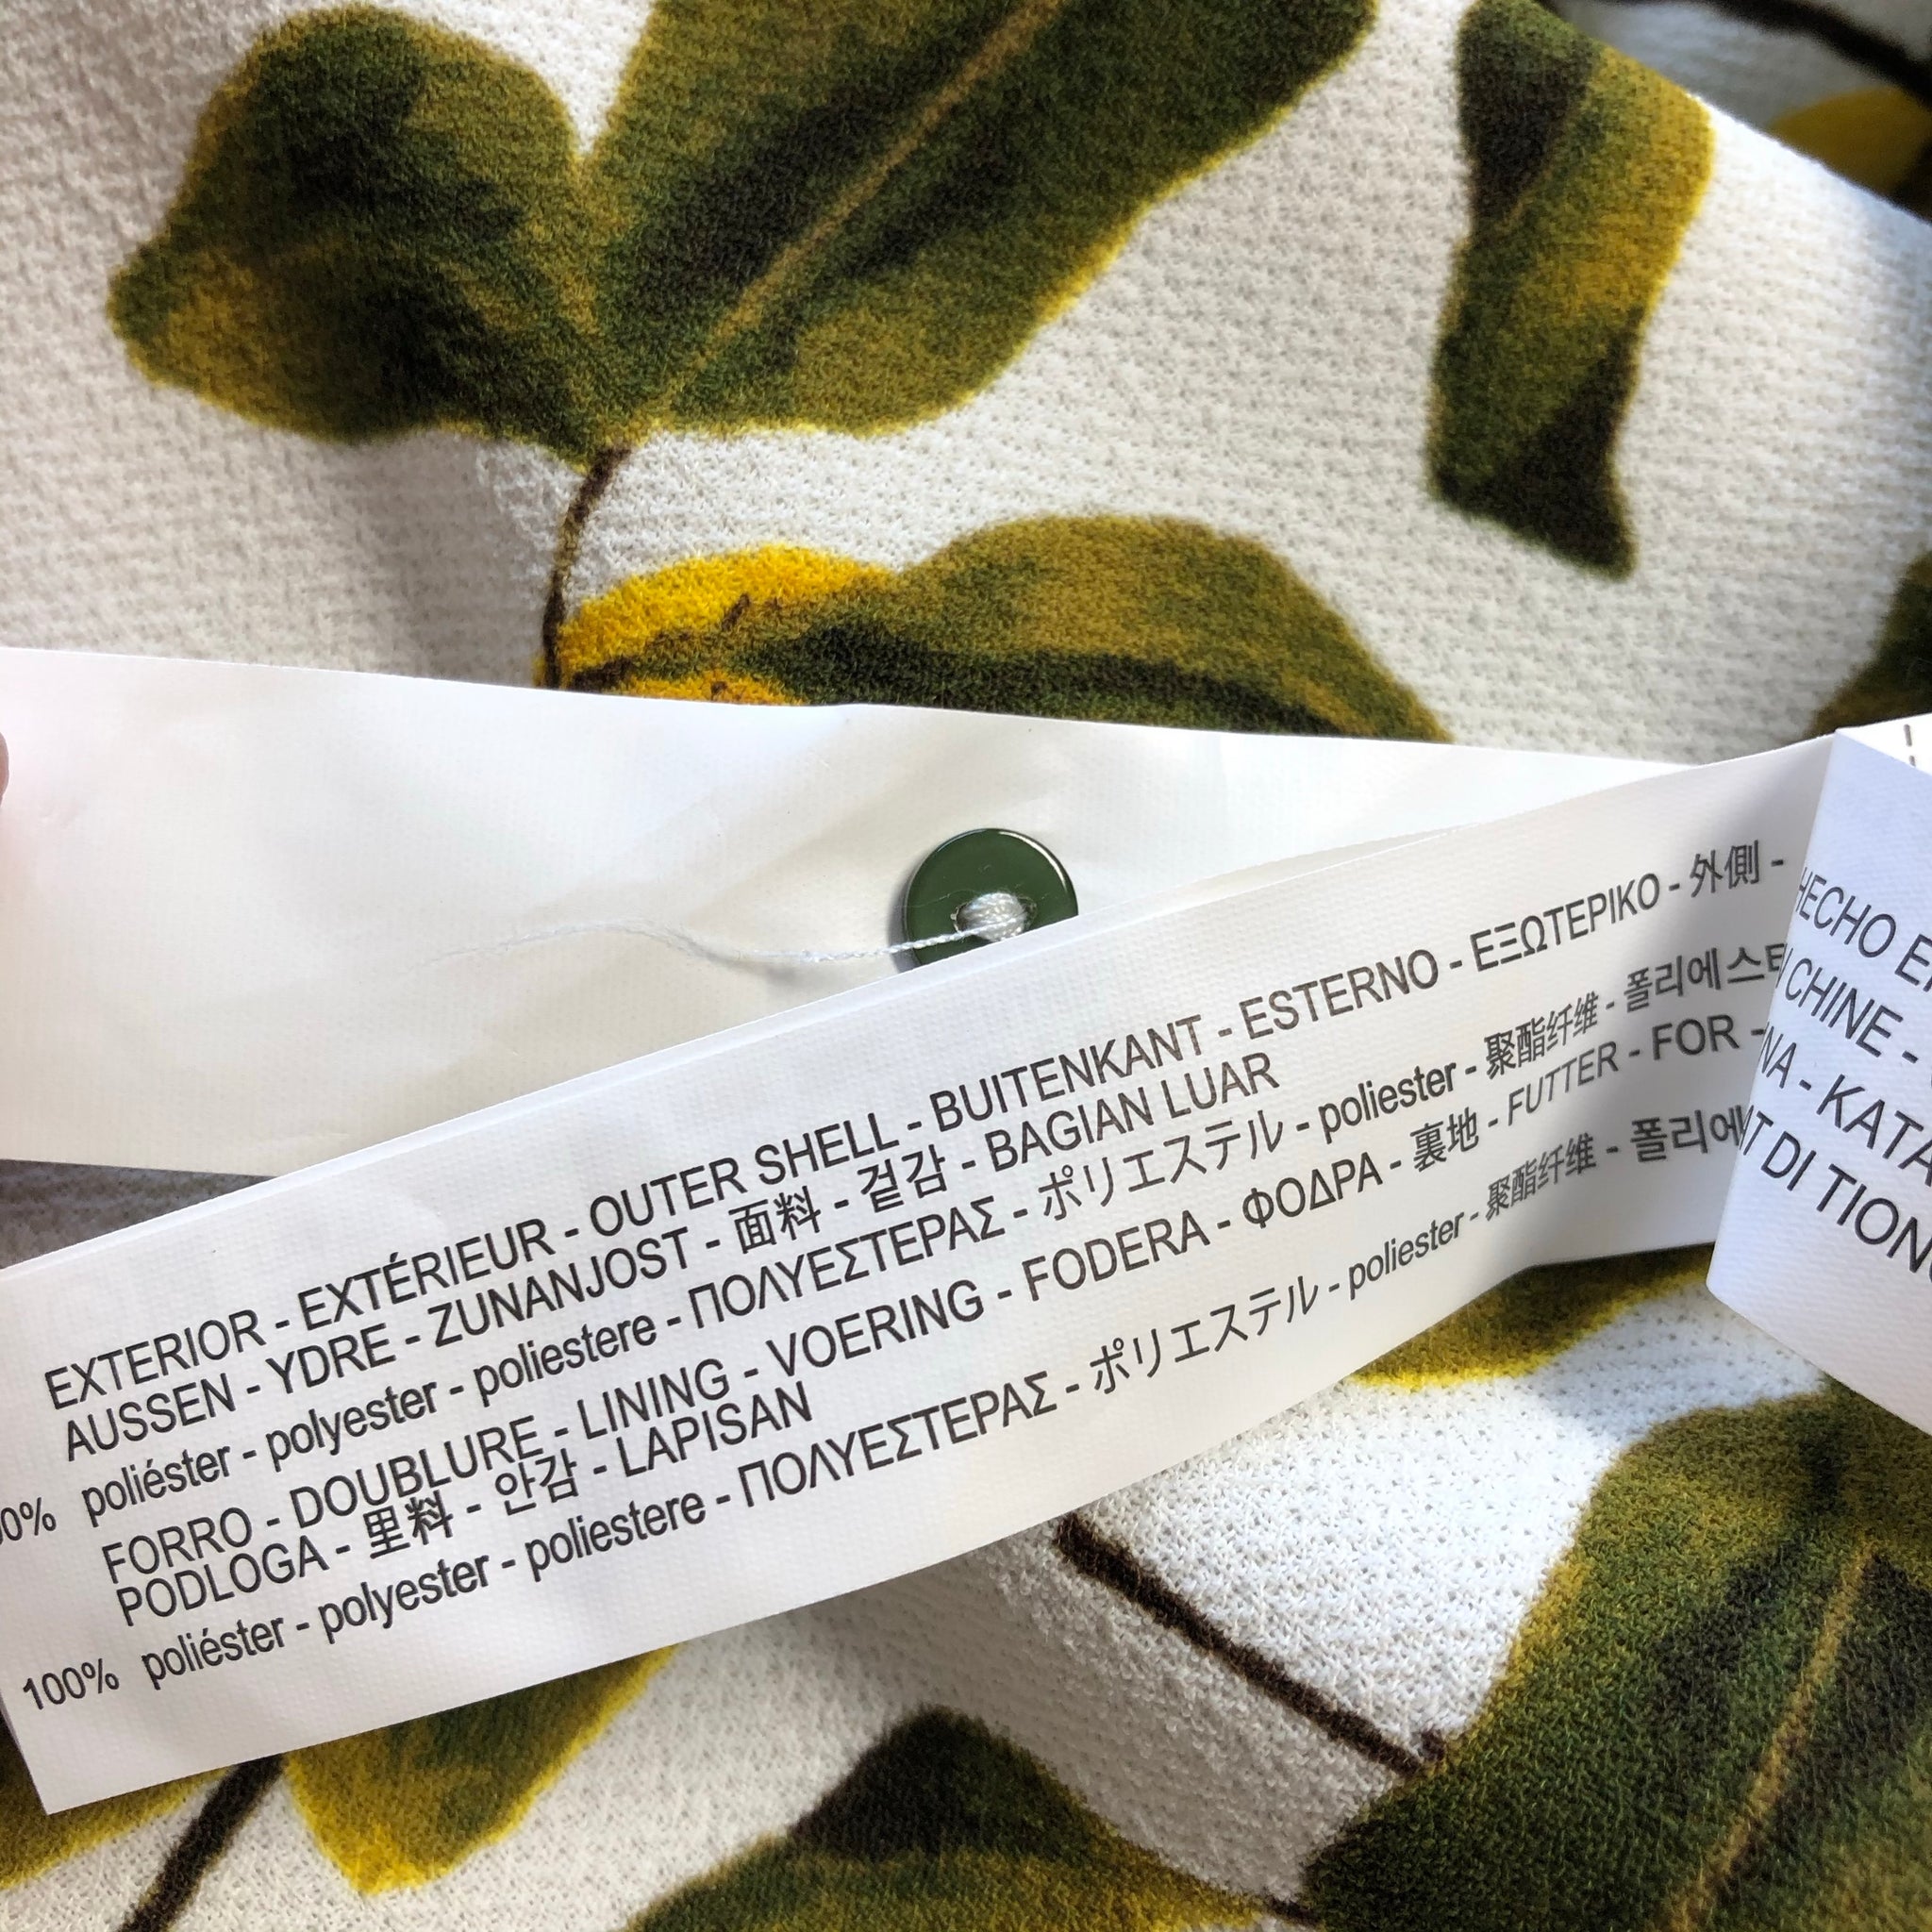 EXTERIOR - EXTÉRIEUR - OUTER SHELL - BUITENKANT - ESTERNO - ΕΞΩΤΕΡΙΚΟ - 外側 -
AUSSEN - YDRE - ZUNANJOST - 面料 - 겉감 - BAGIAN LUAR
poliéster - polyester - poliestere - ΠΟΛΥΕΣΤΕΡΑΣ - ポリエステル - poliester - 聚酯纤维 - 폴리에스테
FORRO - DOUBLURE - LINING - VOERING - FODERA - ΦΟΔΡΑ - 裏地 - FUTTER - FOR -
PODLOGA - 里料 - 안감 - LAPISAN
100% poliéster - polyester - poliestere - ΠΟΛΥΕΣΤΕΡΑΣ - ポリエステル - poliester - 聚酯纤维 - 폴리에
HECHO E
CHINE -
NA - KATA
T DI TION